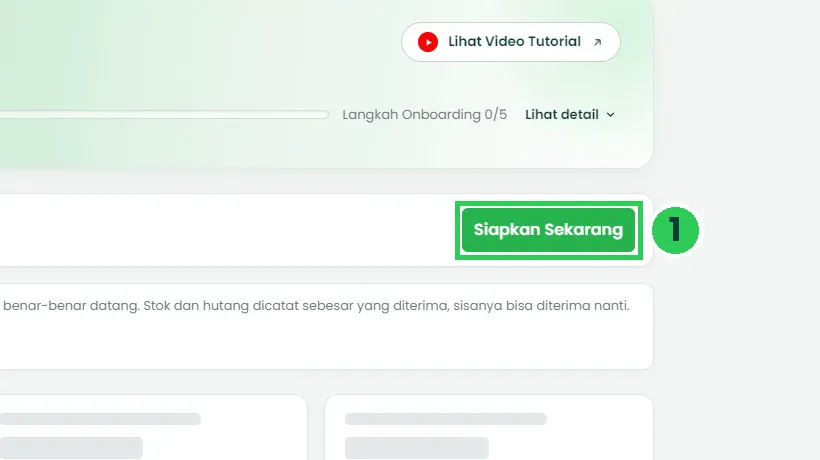 Lihat Video Tutorial
Langkah Onboarding 0/5 Lihat detail
Siapkan Sekarang 1
benar-benar datang. Stok dan hutang dicatat sebesar yang diterima, sisanya bisa diterima nanti.